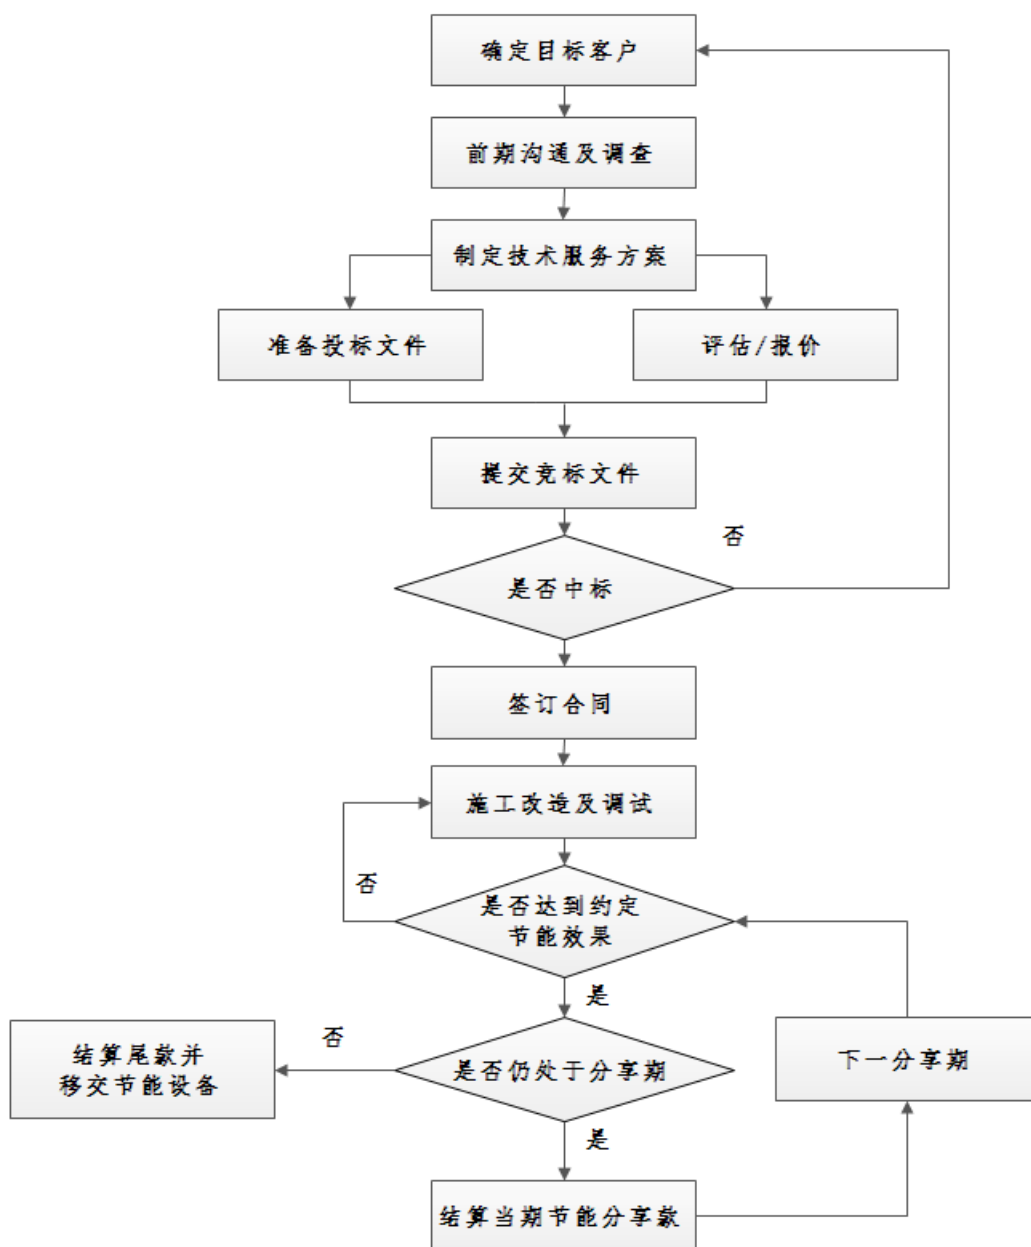 确定目标客户
前期沟通及调查
制定技术服务方案
准备投标文件
评估/报价
提交竞标文件
否
是否中标
签订合同
施工改造及调试
否
是否达到约定
节能效果
是
结算尾款并
移交节能设备
否
是否仍处于分享期
下一分享期
是
结算当期节能分享款